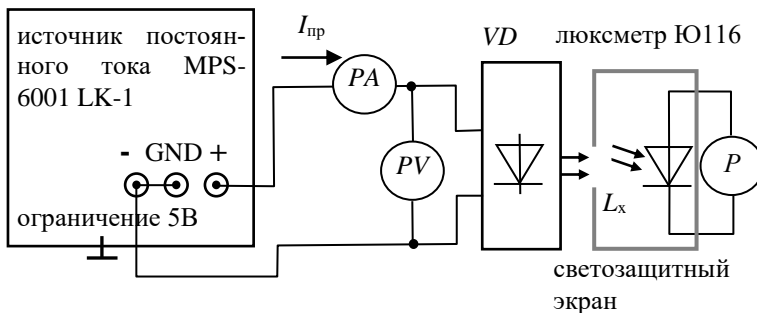 источник постоян-
ного тока MPS-
6001 LK-1
- GND +
ограничение 5В
Iпр
PA
PV
VD
люксметр Ю116
P
Lx
светозащитный
экран